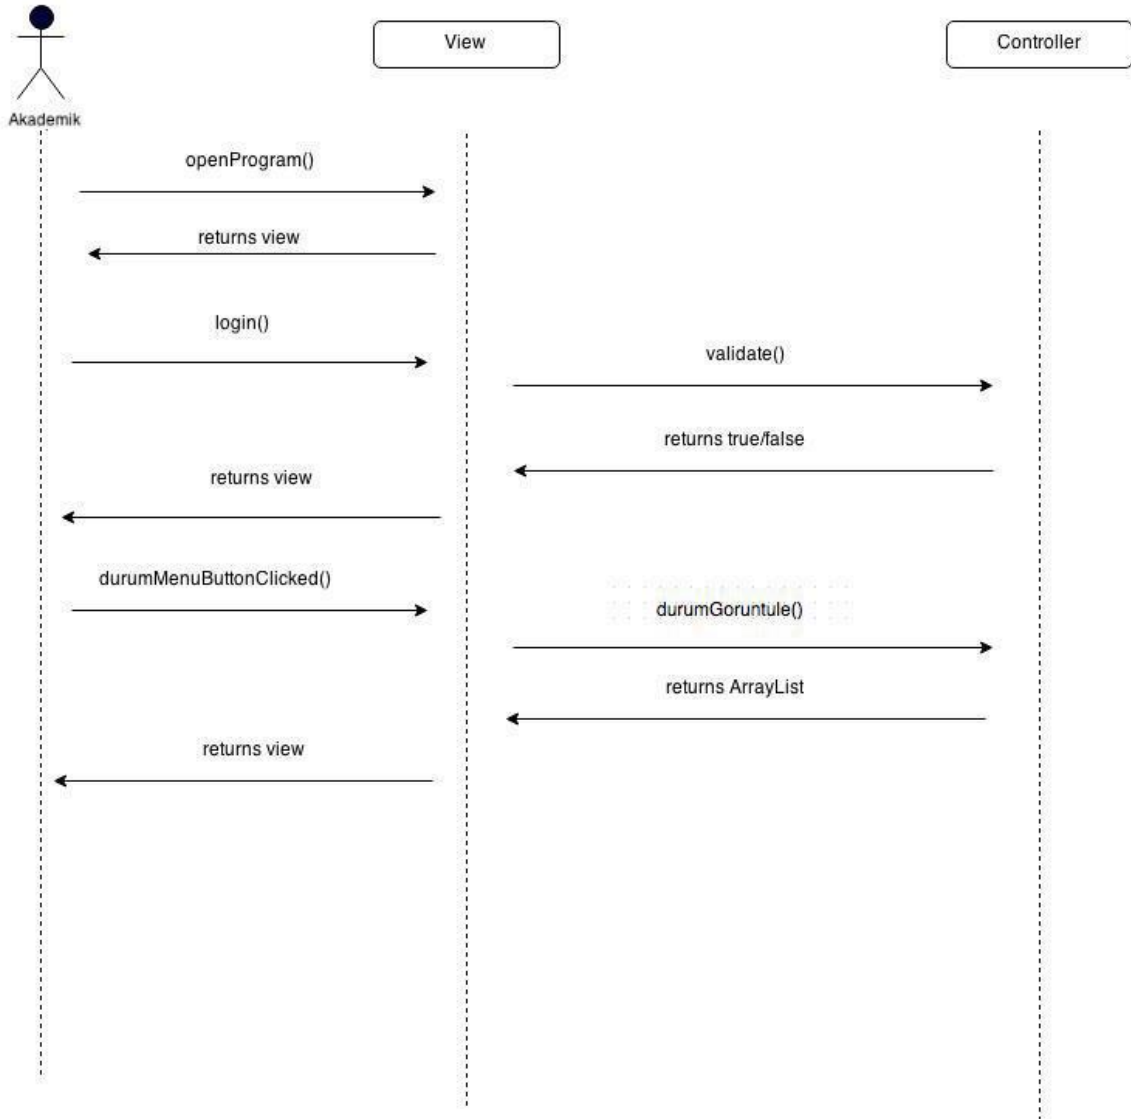 View
Controller
Akademik
openProgram()
returns view
login()
validate()
returns true/false
returns view
durumMenuButtonClicked()
durumGoruntule()
returns ArrayList
returns view